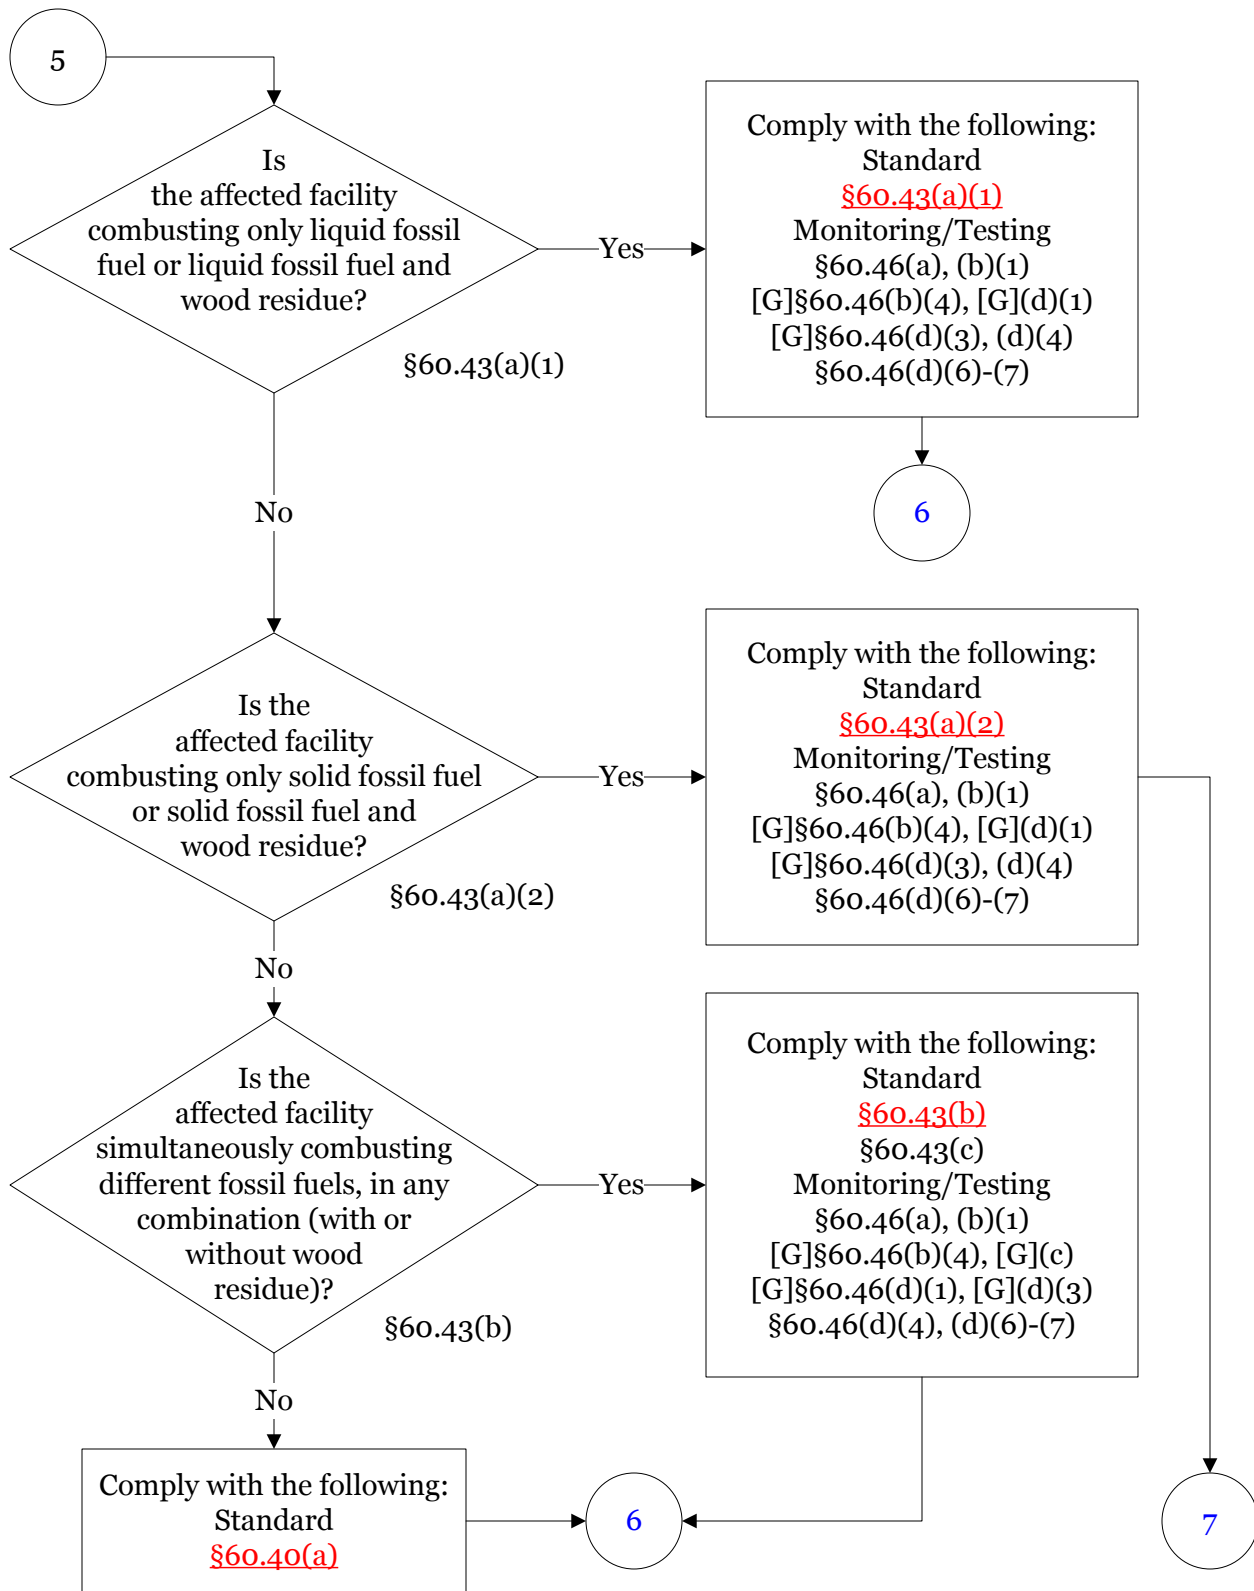 5
Is
the affected facility
combusting only liquid fossil
fuel or liquid fossil fuel and
wood residue?
§60.43(a)(1)
Yes
Comply with the following:
Standard
§60.43(a)(1)
Monitoring/Testing
§60.46(a), (b)(1)
[G]§60.46(b)(4), [G](d)(1)
[G]§60.46(d)(3), (d)(4)
§60.46(d)(6)-(7)
6
No
Is the
affected facility
combusting only solid fossil fuel
or solid fossil fuel and
wood residue?
§60.43(a)(2)
Yes
Comply with the following:
Standard
§60.43(a)(2)
Monitoring/Testing
§60.46(a), (b)(1)
[G]§60.46(b)(4), [G](d)(1)
[G]§60.46(d)(3), (d)(4)
§60.46(d)(6)-(7)
No
Is the
affected facility
simultaneously combusting
different fossil fuels, in any
combination (with or
without wood
residue)?
§60.43(b)
Yes
Comply with the following:
Standard
§60.43(b)
§60.43(c)
Monitoring/Testing
§60.46(a), (b)(1)
[G]§60.46(b)(4), [G](c)
[G]§60.46(d)(1), [G](d)(3)
§60.46(d)(4), (d)(6)-(7)
No
Comply with the following:
Standard
§60.40(a)
6
7